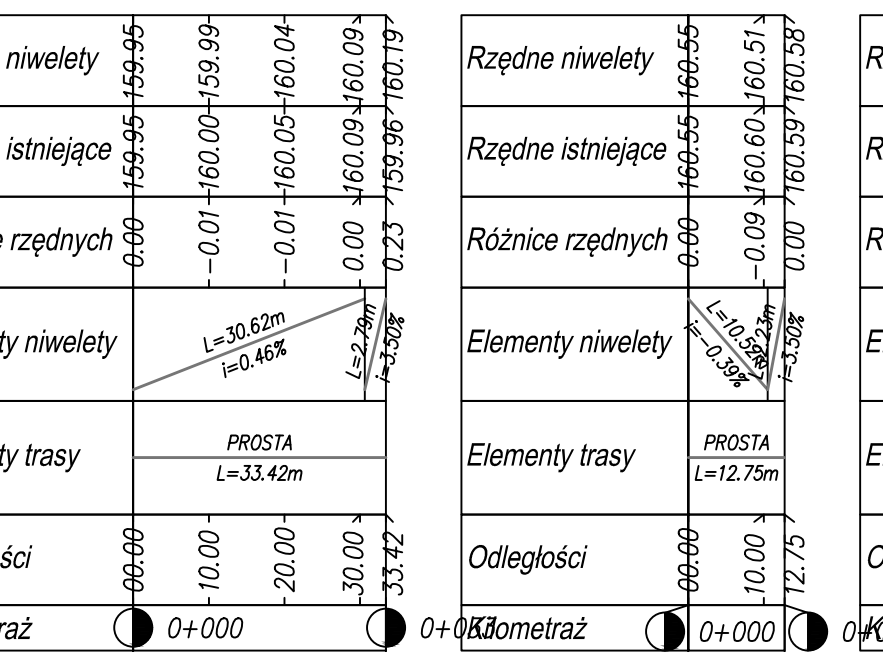 niwelety 159.95 159.99 160.04 160.09 160.19
istniejące 159.95 160.00 160.05 160.09 159.96
rzędnych 0.00 -0.01 -0.01 0.00 0.23
niwelety L=30.62m i=0.46% L=2.79m i=3.50%
trasy PROSTA L=33.42m
00.00 10.00 20.00 30.00 33.42
0+000
Rzędne niwelety 160.55 160.51 160.58
Rzędne istniejące 160.55 160.60 160.59
Różnice rzędnych 0.00 -0.09 0.00
Elementy niwelety L=10.52m i=-0.39% i=3.50%
Elementy trasy PROSTA L=12.75m
Odległości 00.00 10.00 12.75
Kilometraż 0+000